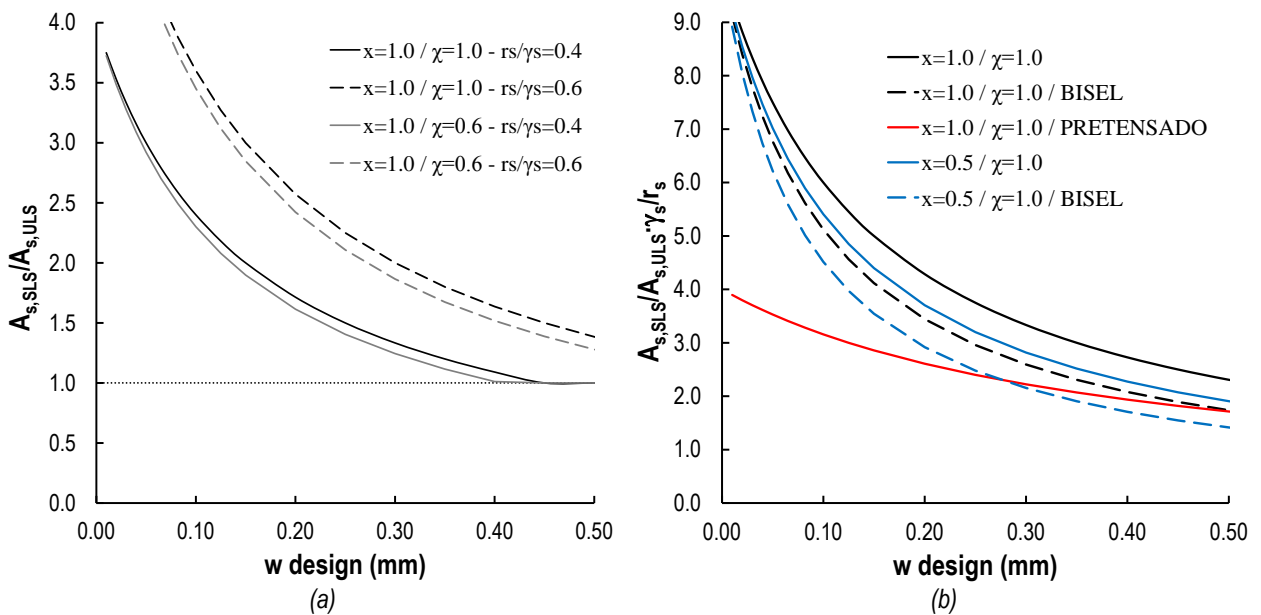 4.0
3.5
3.0
2.5
2.0
1.5
1.0
0.5
0.0
A_s,SLS/A_s,ULS
x=1.0 / χ=1.0 - rs/γs=0.4
x=1.0 / χ=1.0 - rs/γs=0.6
x=1.0 / χ=0.6 - rs/γs=0.4
x=1.0 / χ=0.6 - rs/γs=0.6
0.00 0.10 0.20 0.30 0.40 0.50
w design (mm)
(a)
9.0
8.0
7.0
6.0
5.0
4.0
3.0
2.0
1.0
0.0
A_s,SLS/A_s,ULS·γ_s/r_s
x=1.0 / χ=1.0
x=1.0 / χ=1.0 / BISEL
x=1.0 / χ=1.0 / PRETENSADO
x=0.5 / χ=1.0
x=0.5 / χ=1.0 / BISEL
0.00 0.10 0.20 0.30 0.40 0.50
w design (mm)
(b)